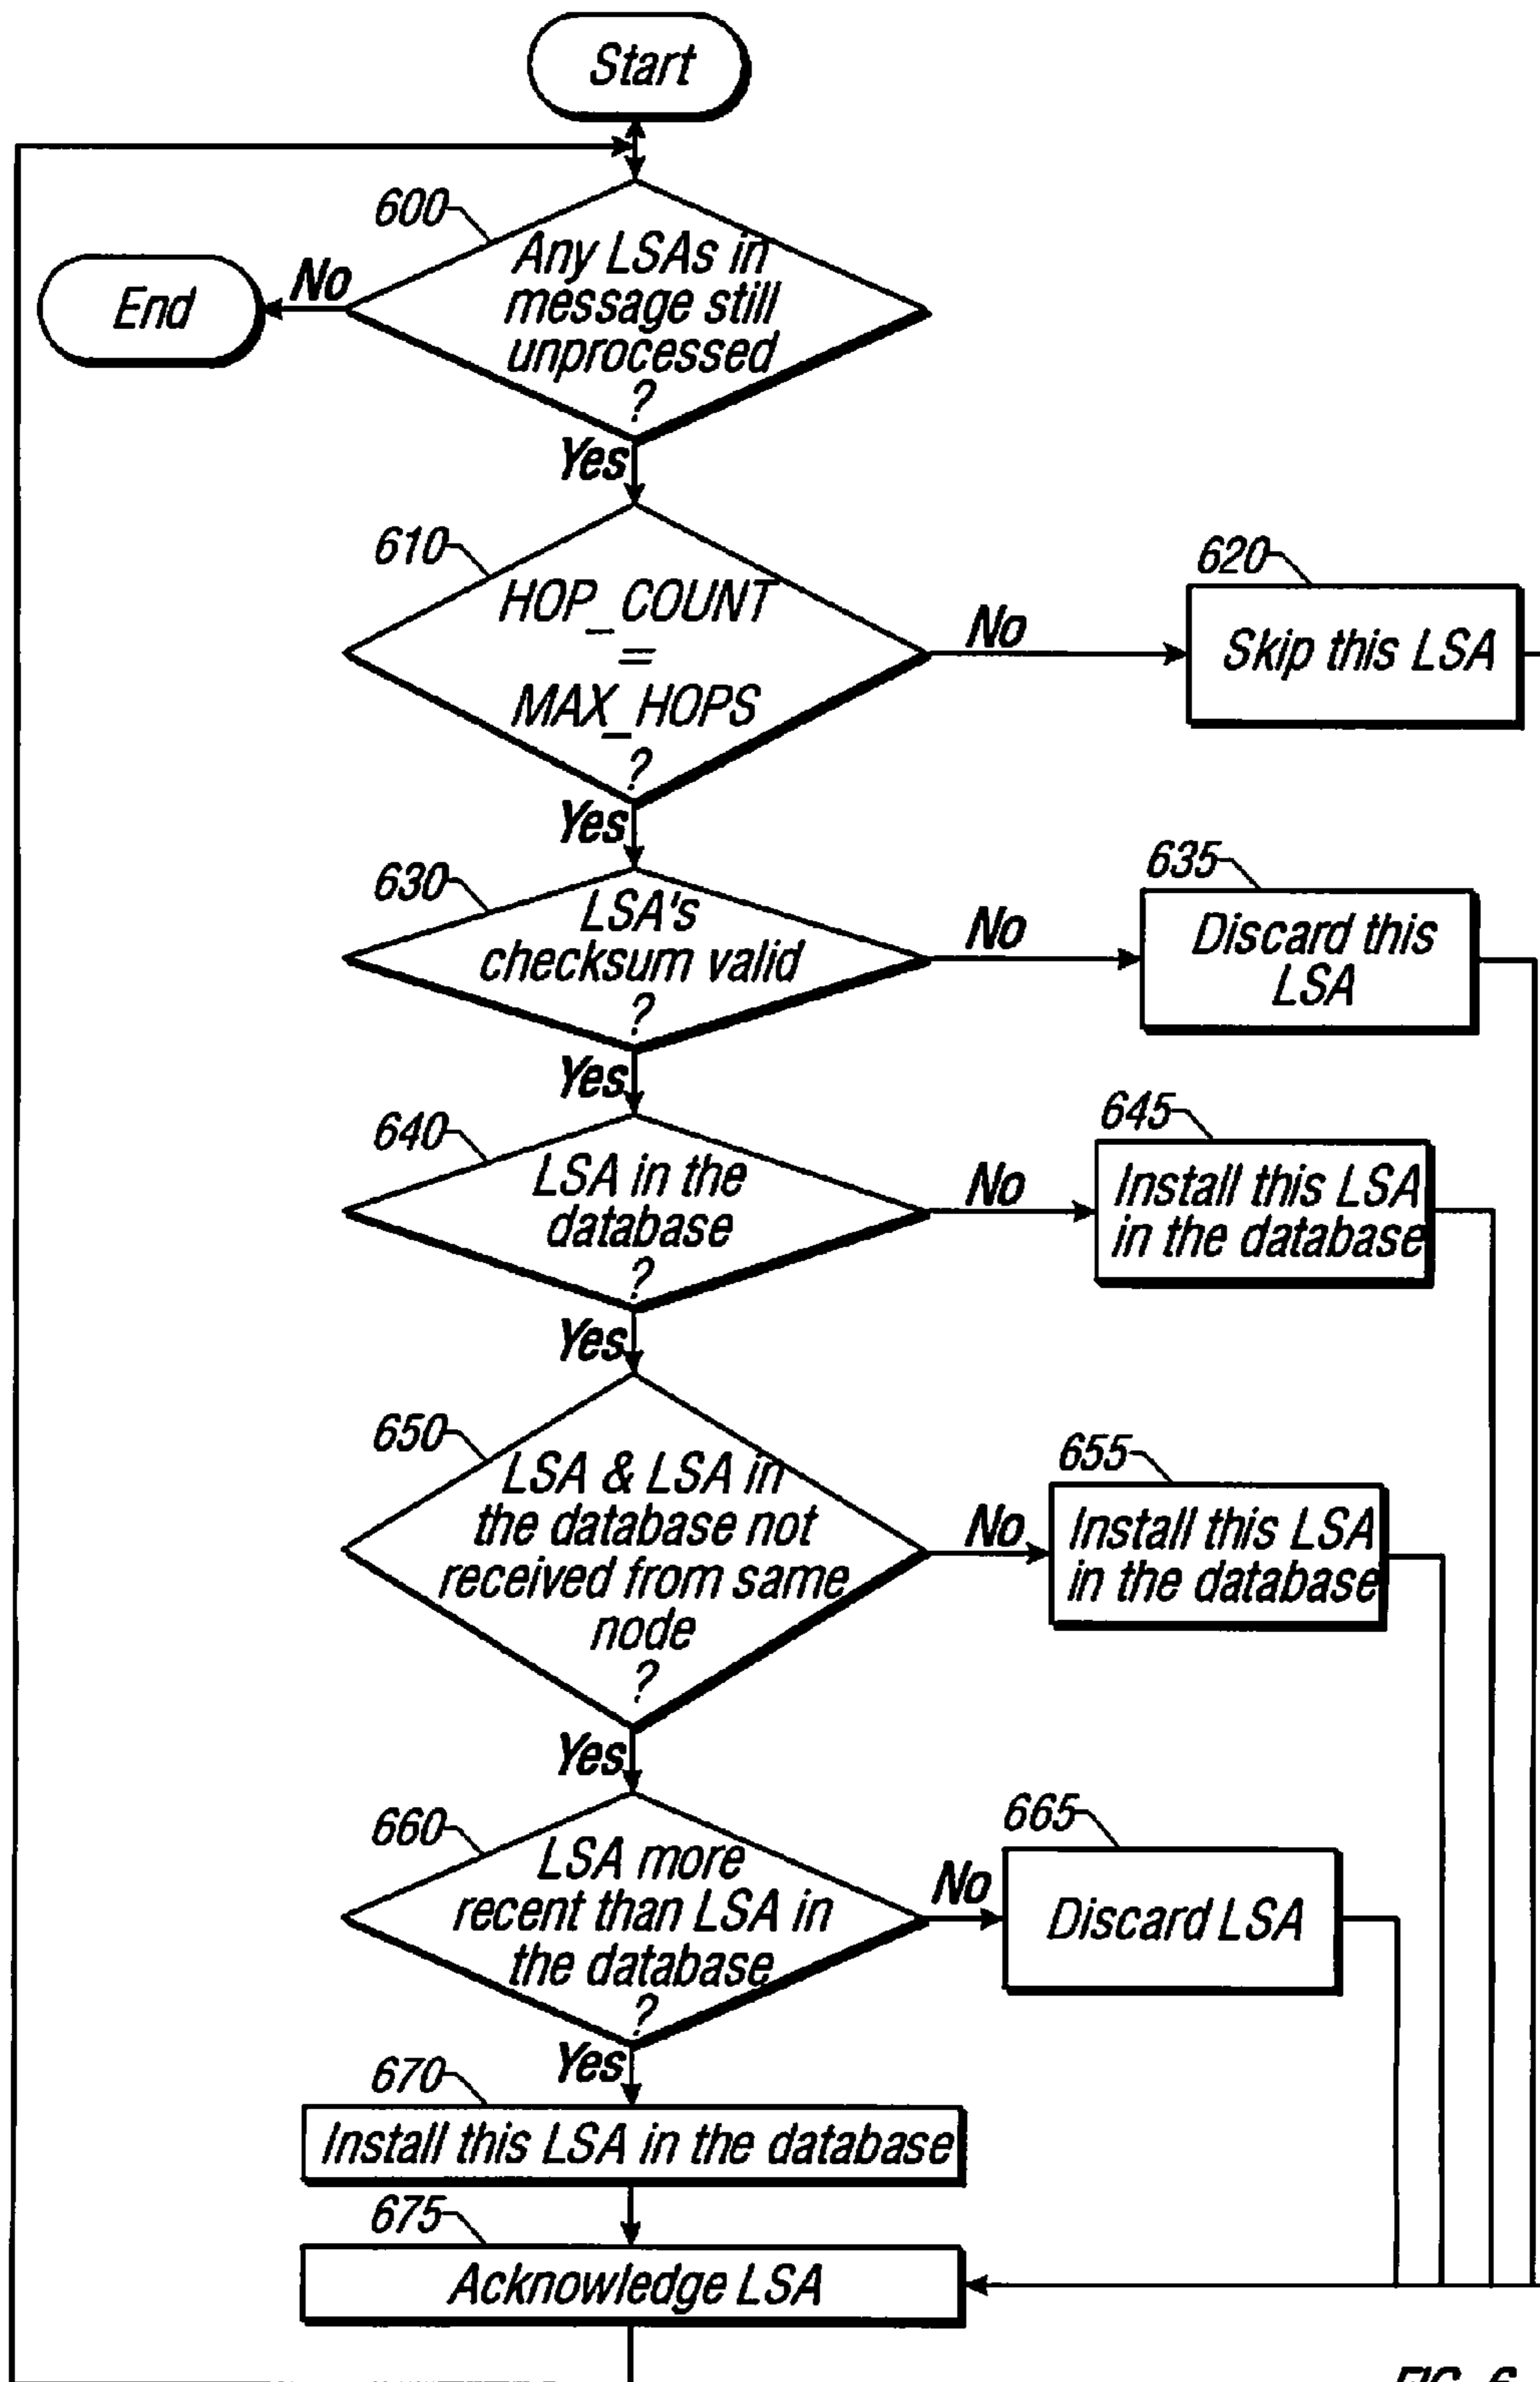 Start
600
Any LSAs in
message still
unprocessed
?
No
End
Yes
610
HOP_COUNT
=
MAX_HOPS
?
No
620
Skip this LSA
Yes
630
LSA's
checksum valid
?
No
635
Discard this
LSA
Yes
640
LSA in the
database
?
No
645
Install this LSA
in the database
Yes
650
LSA & LSA in
the database not
received from same
node
?
No
655
Install this LSA
in the database
Yes
660
LSA more
recent than LSA in
the database
?
No
665
Discard LSA
Yes
670
Install this LSA in the database
675
Acknowledge LSA
FIG. 6